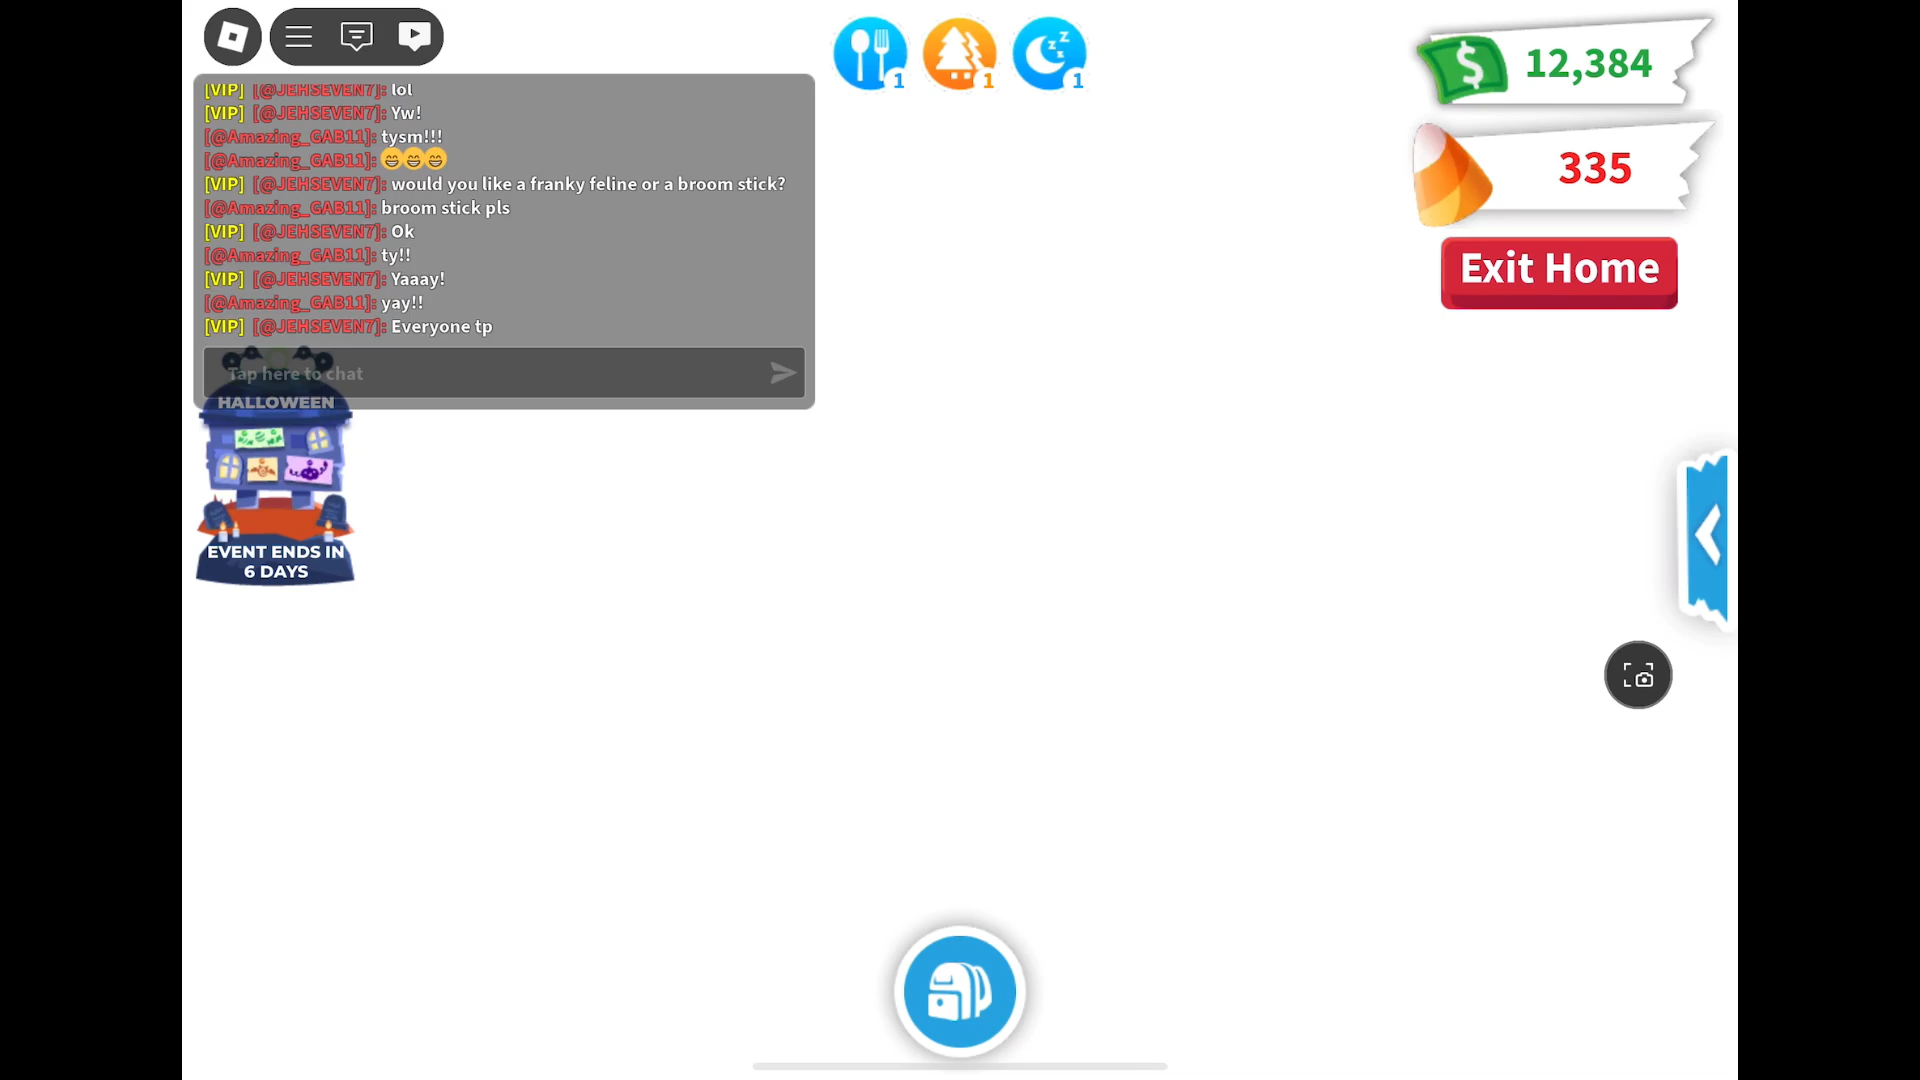 [VIP] [@JEHSEVEN7]: lol
[VIP] [@JEHSEVEN7]: Yw!
[@Amazing_GAB11]: tysm!!!
[@Amazing_GAB11]: 😁😁😁
[VIP] [@JEHSEVEN7]: would you like a franky feline or a broom stick?
[@Amazing_GAB11]: broom stick pls
[VIP] [@JEHSEVEN7]: Ok
[@Amazing_GAB11]: ty!!
[VIP] [@JEHSEVEN7]: Yaaay!
[@Amazing_GAB11]: yay!!
[VIP] [@JEHSEVEN7]: Everyone tp
Tap here to chat
HALLOWEEN
EVENT ENDS IN
6 DAYS
1
1
z z z
1
$ 12,384
335
Exit Home